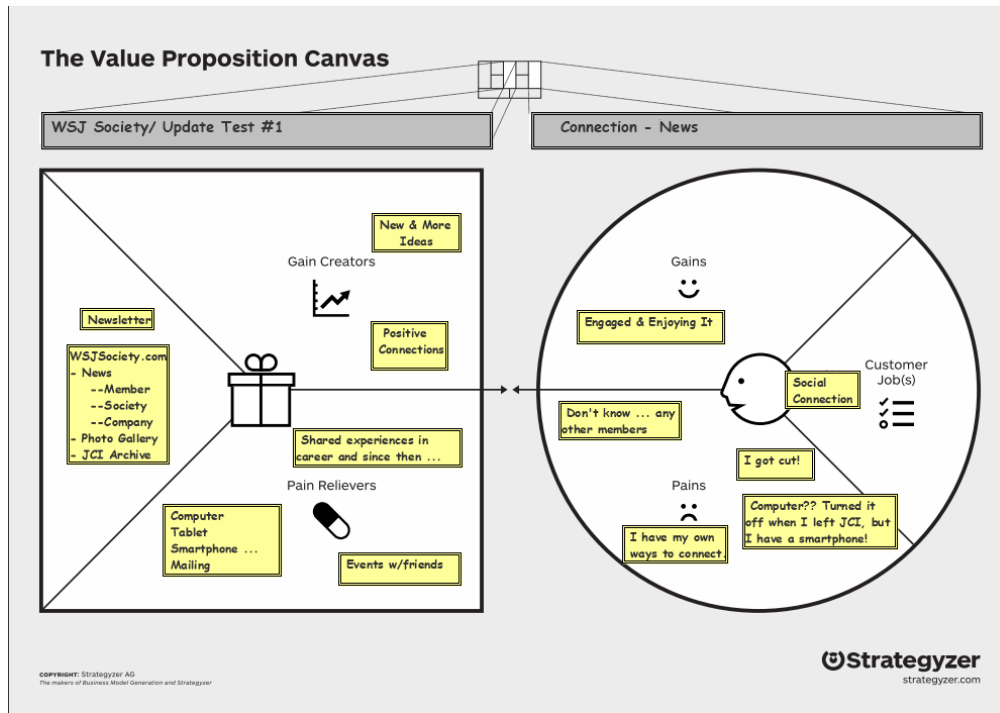 The Value Proposition Canvas
WSJ Society/ Update Test #1
Connection - News
New & More
Ideas
Gain Creators
Positive
Connections
Newsletter
WSJSociety.com
- News
--Member
--Society
--Company
- Photo Gallery
- JCI Archive
Shared experiences in
career and since then ...
Pain Relievers
Computer
Tablet
Smartphone ...
Mailing
Events w/friends
Gains
Engaged & Enjoying It
Customer
Job(s)
Social
Connection
Don't know ... any
other members
I got cut!
Pains
Computer?? Turned it
off when I left JCI, but
I have a smartphone!
I have my own
ways to connect.
COPYRIGHT: Strategyzer AG
The makers of Business Model Generation and Strategyzer
Strategyzer
strategyzer.com